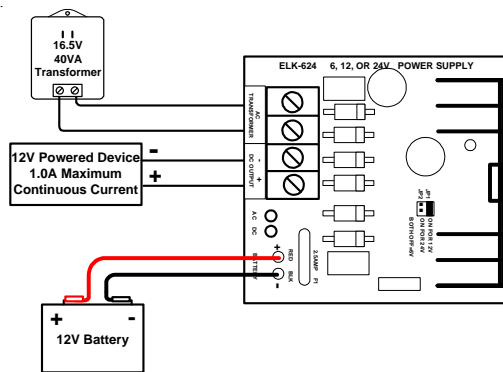 16.5V
40VA
Transformer
ELK-624 6, 12, OR 24V POWER SUPPLY
AC
TRANSFORMER
12V Powered Device
1.0A Maximum
Continuous Current
-
+
DC OUTPUT
-
+
JP1
JP2
ON FOR 12V
ON FOR 24V
BOTH OFF=6V
AC
DC
+
RED
BATTERY
BLK
-
2.5AMP F1
+ -
12V Battery